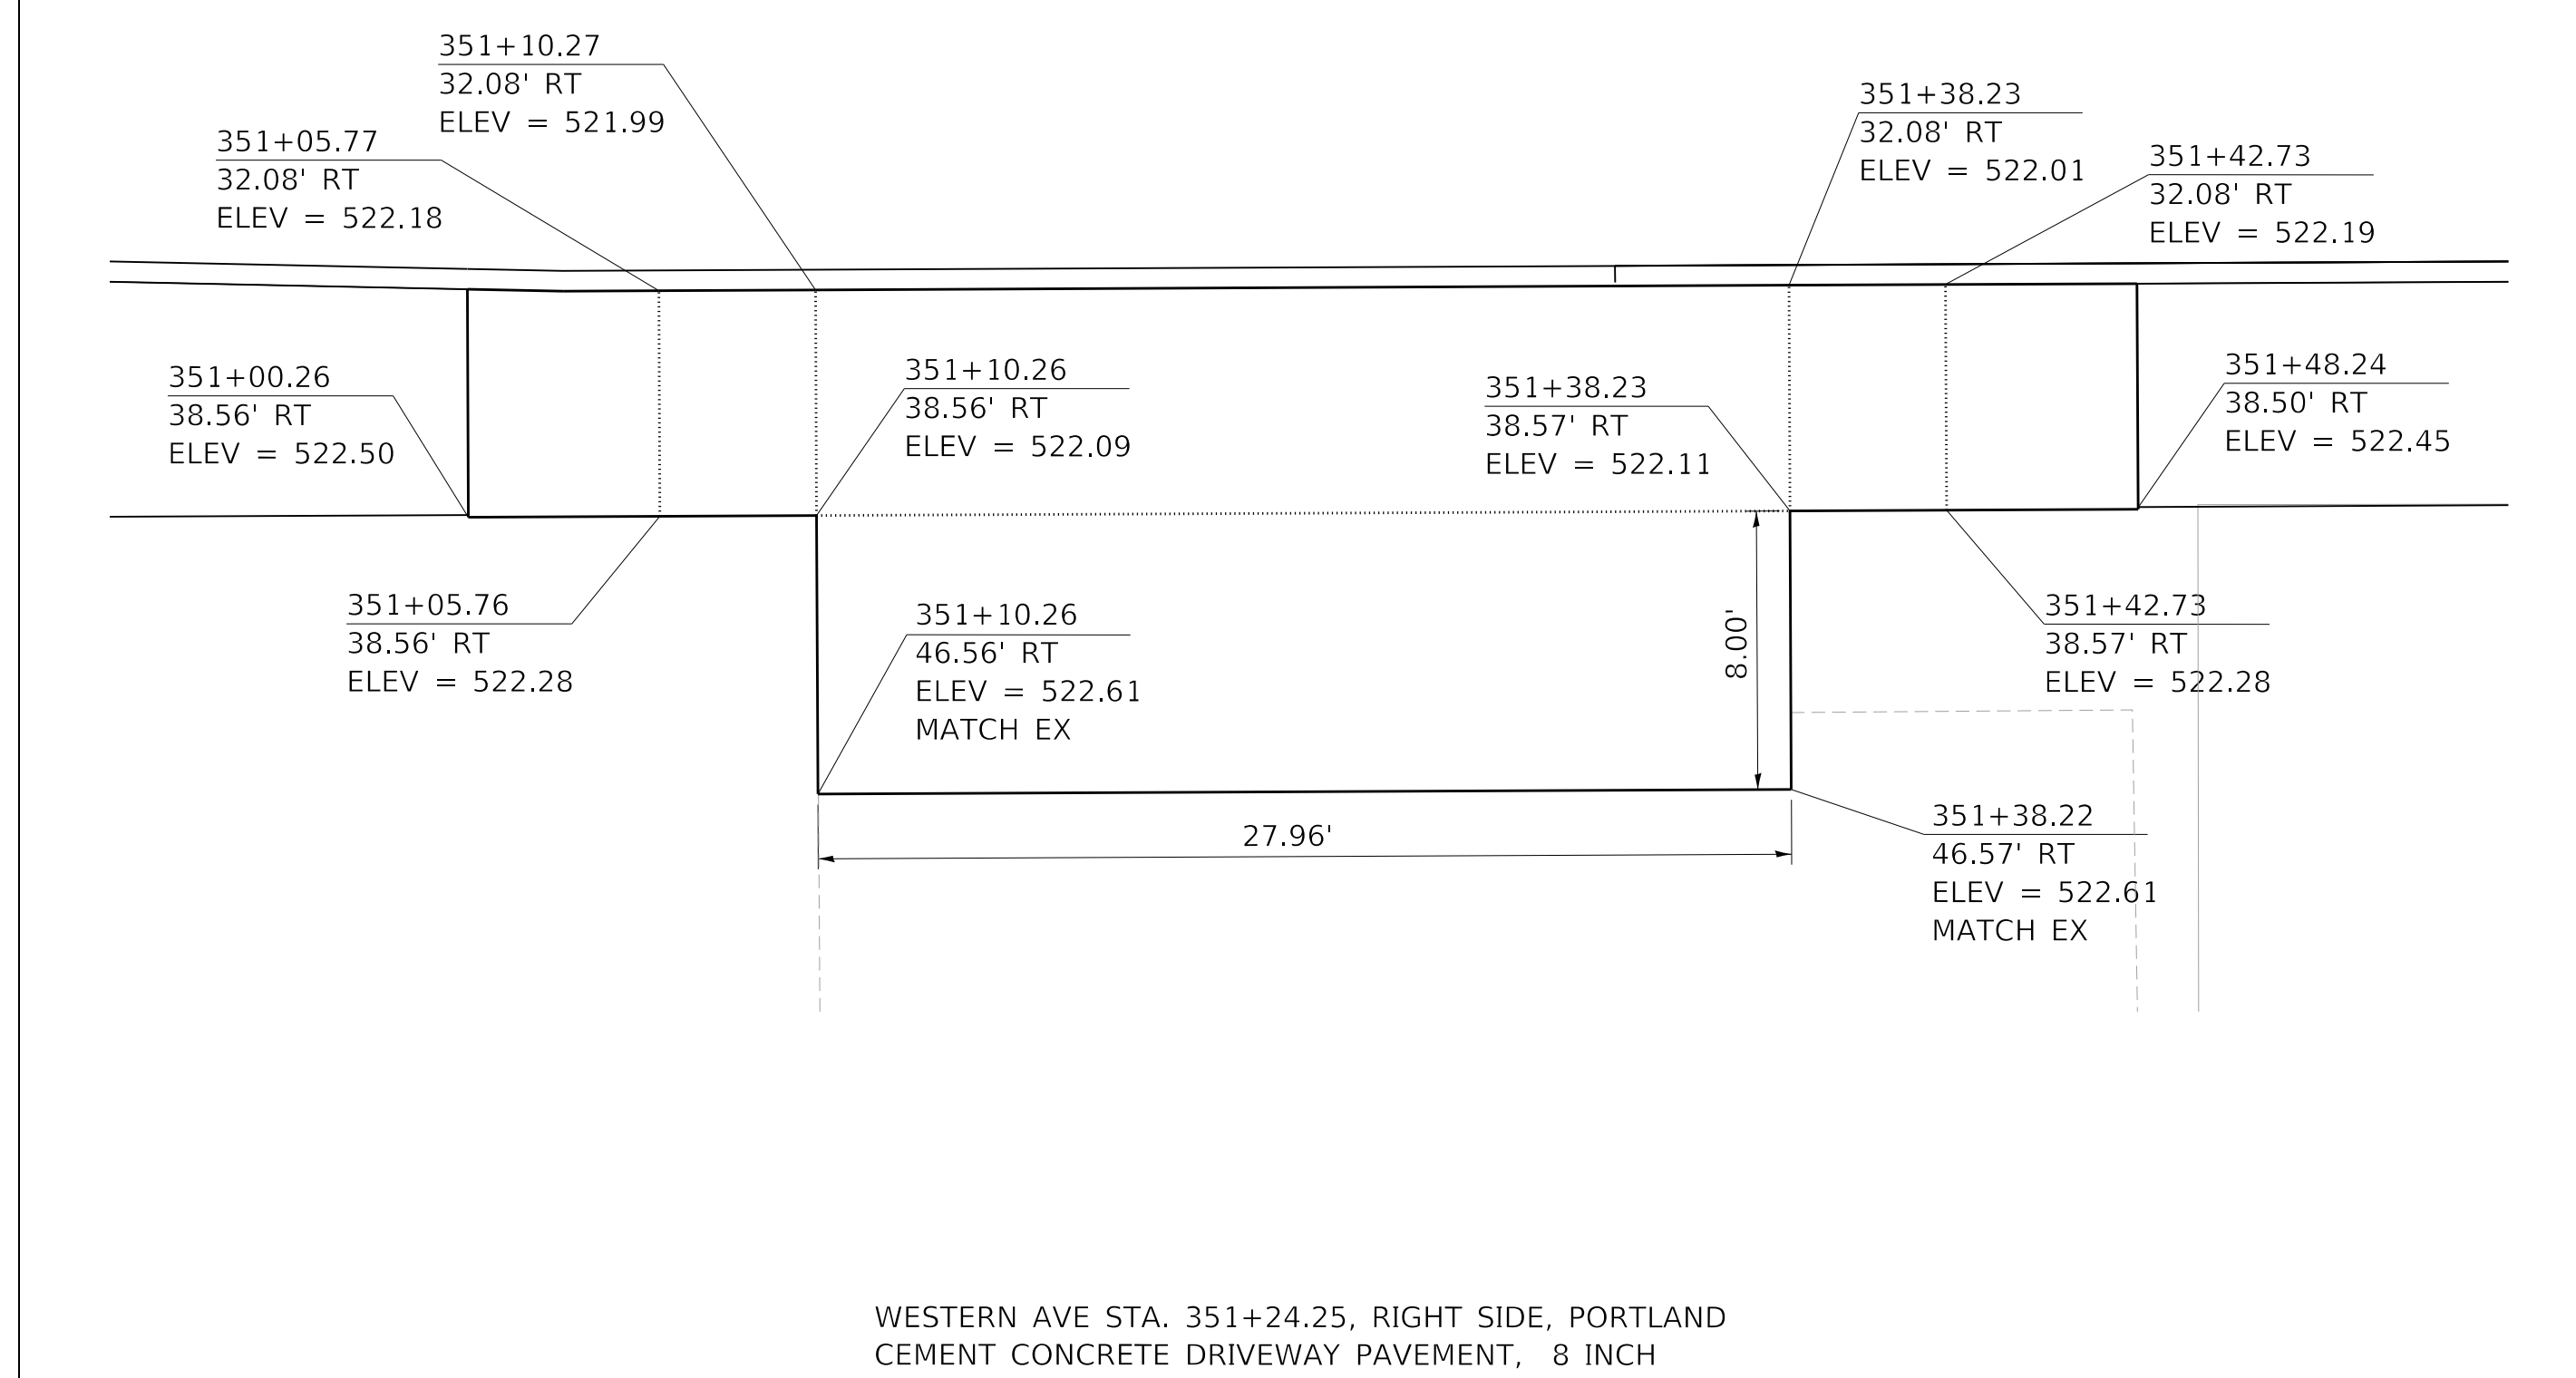 351+10.27
32.08' RT
ELEV = 521.99
351+38.23
32.08' RT
ELEV = 522.01
351+05.77
32.08' RT
ELEV = 522.18
351+42.73
32.08' RT
ELEV = 522.19
351+00.26
38.56' RT
ELEV = 522.50
351+10.26
38.56' RT
ELEV = 522.09
351+38.23
38.57' RT
ELEV = 522.11
351+48.24
38.50' RT
ELEV = 522.45
351+05.76
38.56' RT
ELEV = 522.28
351+10.26
46.56' RT
ELEV = 522.61
MATCH EX
8.00'
351+42.73
38.57' RT
ELEV = 522.28
27.96'
351+38.22
46.57' RT
ELEV = 522.61
MATCH EX
WESTERN AVE STA. 351+24.25, RIGHT SIDE, PORTLAND
CEMENT CONCRETE DRIVEWAY PAVEMENT, 8 INCH